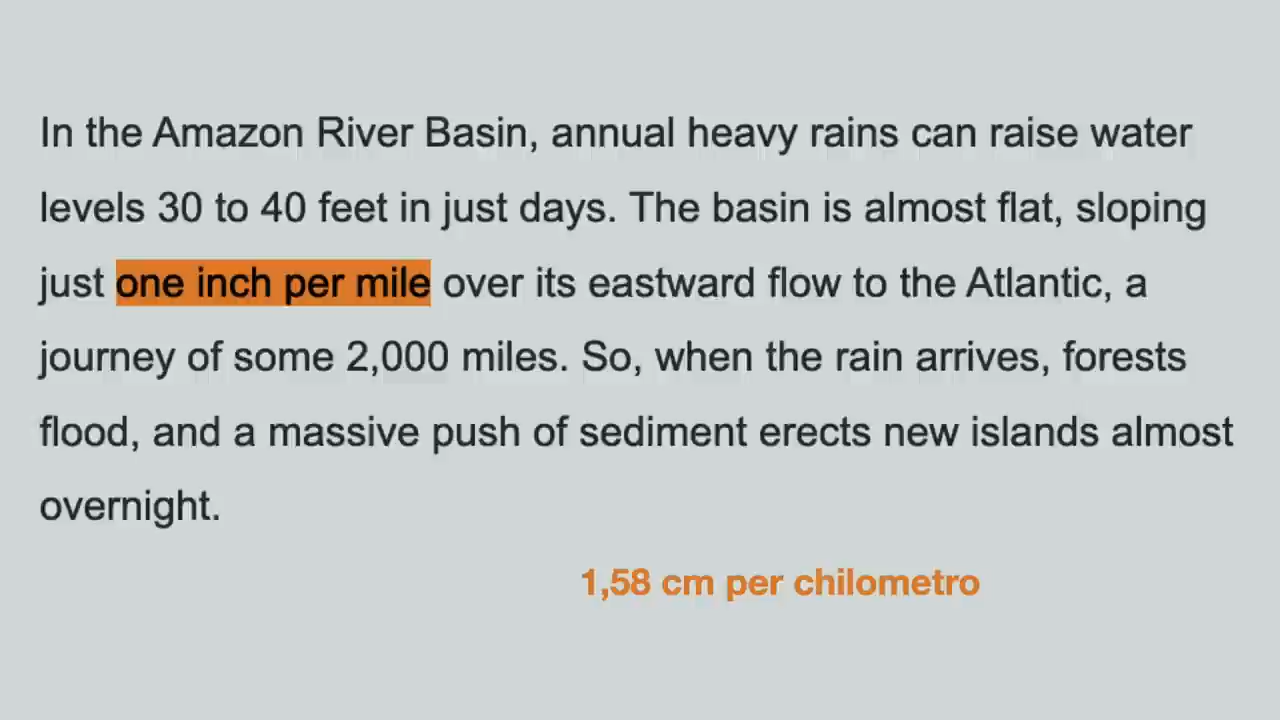 In the Amazon River Basin, annual heavy rains can raise water
levels 30 to 40 feet in just days. The basin is almost flat, sloping
just one inch per mile over its eastward flow to the Atlantic, a
journey of some 2,000 miles. So, when the rain arrives, forests
flood, and a massive push of sediment erects new islands almost
overnight.
1,58 cm per chilometro